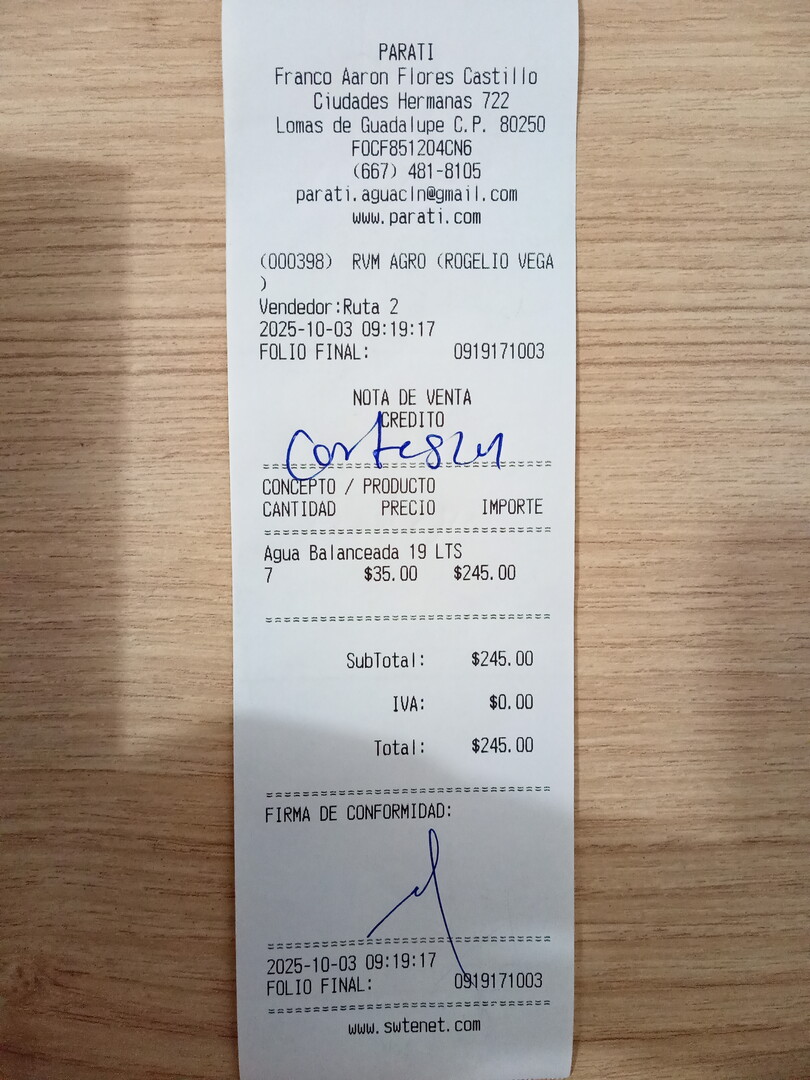 PARATI
Franco Aaron Flores Castillo
Ciudades Hermanas 722
Lomas de Guadalupe C.P. 80250
FOCF851204CN6
(667) 481-8105
parati.aguacln@gmail.com
www.parati.com
(000398) RVM AGRO (ROGELIO VEGA
)
Vendedor:Ruta 2
2025-10-03 09:19:17
FOLIO FINAL: 0919171003
NOTA DE VENTA
CREDITO
CONCEPTO / PRODUCTO
CANTIDAD PRECIO IMPORTE
Agua Balanceada 19 LTS
7 $35.00 $245.00
SubTotal: $245.00
IVA: $0.00
Total: $245.00
FIRMA DE CONFORMIDAD:
2025-10-03 09:19:17
FOLIO FINAL: 0919171003
www.swtenet.com